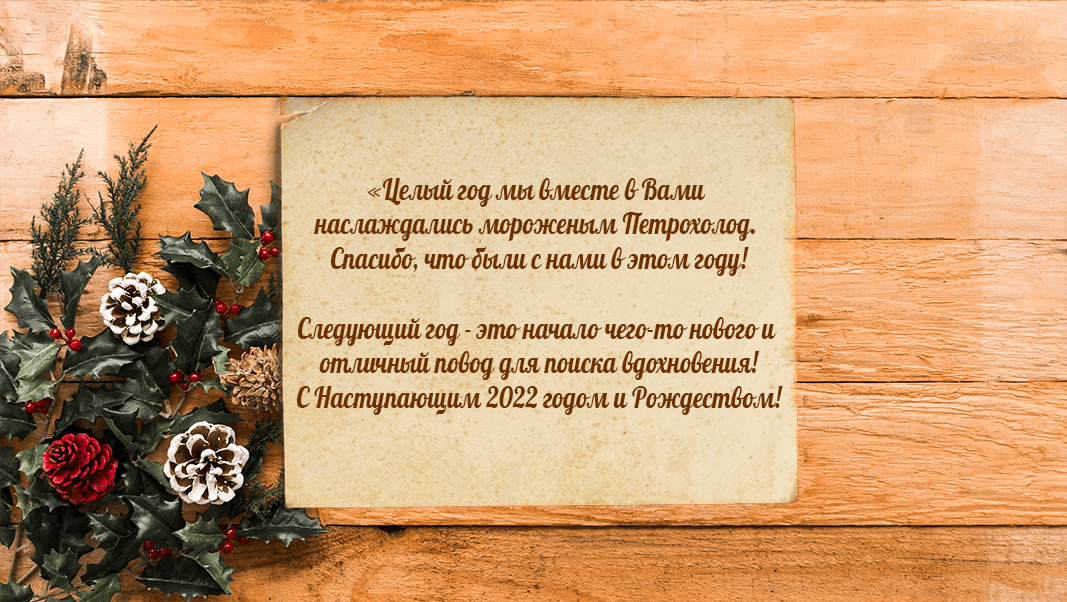 «Целый год мы вместе в Вами
наслаждались мороженым Петрохолод.
Спасибо, что были с нами в этом году!
Следующий год - это начало чего-то нового и
отличный повод для поиска вдохновения!
С Наступающим 2022 годом и Рождеством!